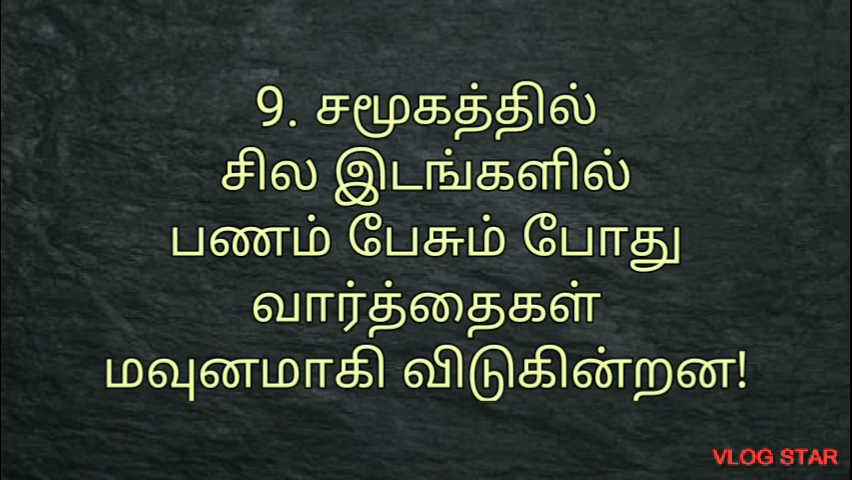 9. சமூகத்தில்
சில இடங்களில்
பணம் பேசும் போது
வார்த்தைகள்
மவுனமாகி விடுகின்றன!
VLOG STAR